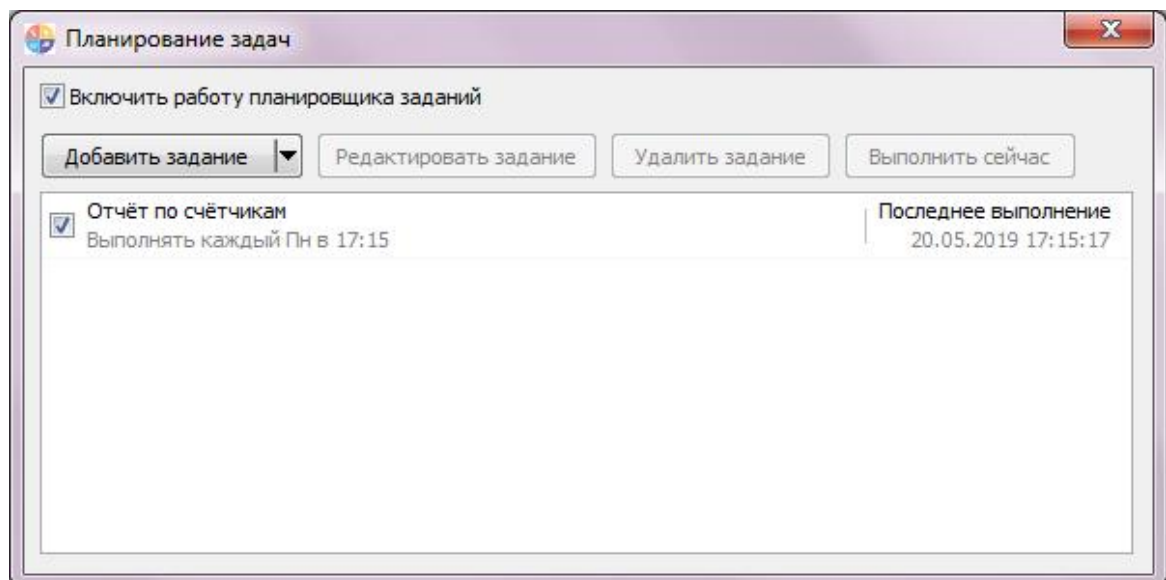 Планирование задач
Включить работу планировщика заданий
Добавить задание Редактировать задание Удалить задание Выполнить сейчас
Отчёт по счётчикам Последнее выполнение
Выполнять каждый Пн в 17:15 20.05.2019 17:15:17